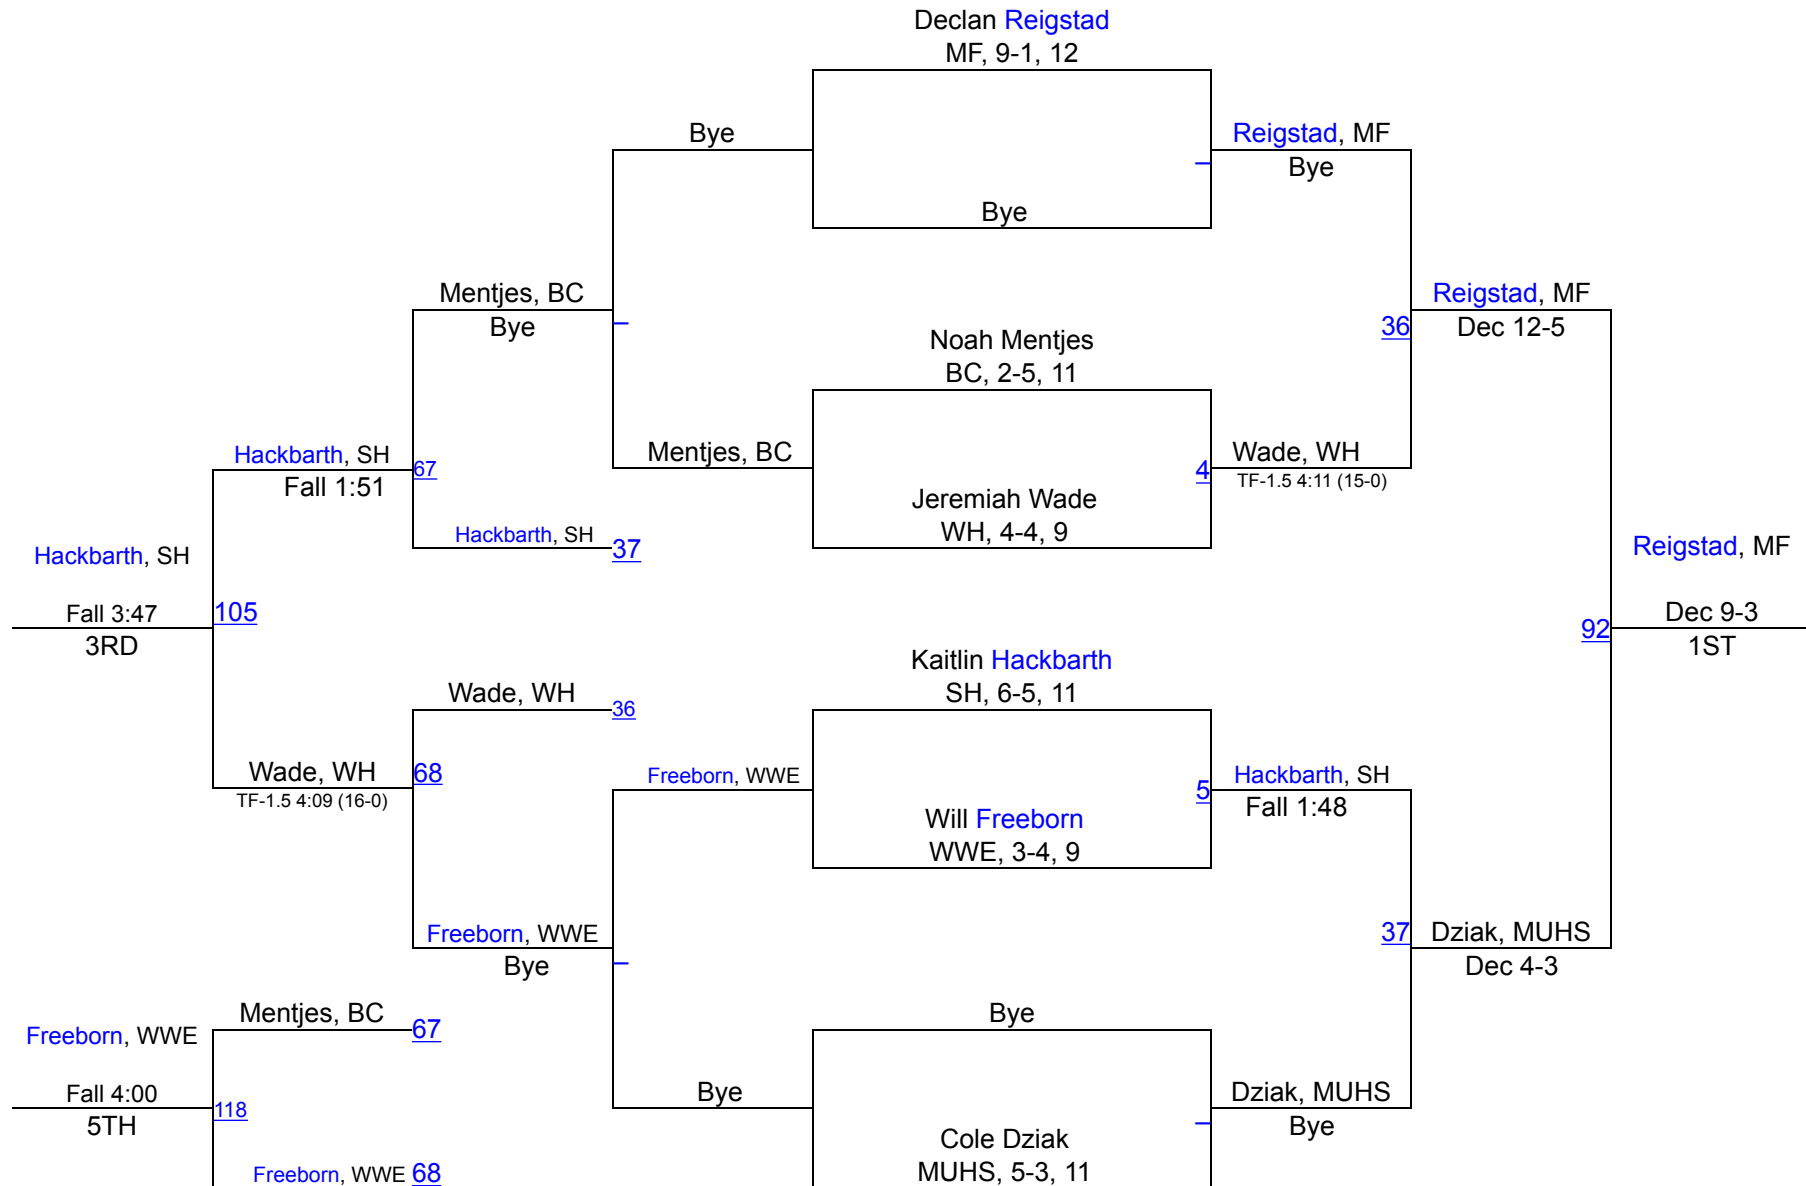 Declan Reigstad
MF, 9-1, 12
Bye
Reigstad, MF
Bye
Bye
Mentjes, BC
Bye
Reigstad, MF
Dec 12-5
36
Noah Mentjes
BC, 2-5, 11
Hackbarth, SH
Fall 1:51
67
Mentjes, BC
4
Wade, WH
TF-1.5 4:11 (15-0)
Jeremiah Wade
WH, 4-4, 9
Hackbarth, SH
37
Hackbarth, SH
Fall 3:47
3RD
105
Reigstad, MF
Dec 9-3
1ST
92
Kaitlin Hackbarth
SH, 6-5, 11
Wade, WH
36
Wade, WH
TF-1.5 4:09 (16-0)
68
Freeborn, WWE
5
Hackbarth, SH
Fall 1:48
Will Freeborn
WWE, 3-4, 9
Freeborn, WWE
Bye
37
Dziak, MUHS
Dec 4-3
Mentjes, BC
67
Bye
Freeborn, WWE
Fall 4:00
5TH
118
Bye
Dziak, MUHS
Bye
Cole Dziak
MUHS, 5-3, 11
Freeborn, WWE
68